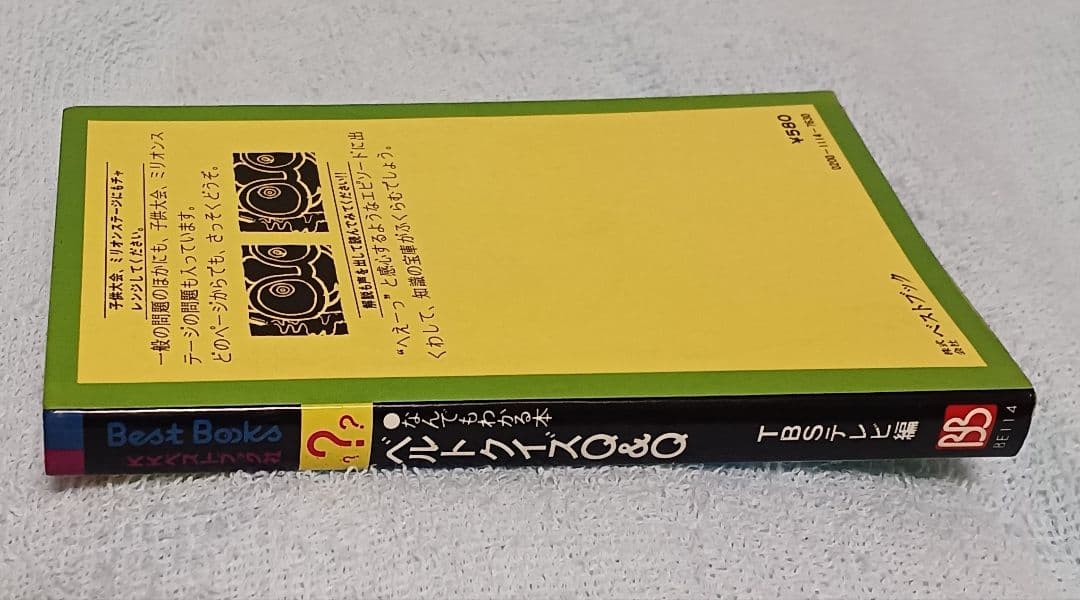 子供大会、ミリオンステージにもチャ
レンジしてください。
一般の問題のほかにも、子供大会、ミリオンス
テージの問題も入っています。
どのページからでも、さっそくどうぞ。
解説も声を出して読んでみてください!!
“へえーっ”と感心するようなエピソードに出
くわして、知識の宝庫がふくらむでしょう。
¥580
0200-1114-7630
株式会社 ベストブック
Best Books
KKベストブック社
???
●なんでもわかる本
ベルトクイズQ&Q
TBSテレビ編
BB
BE114